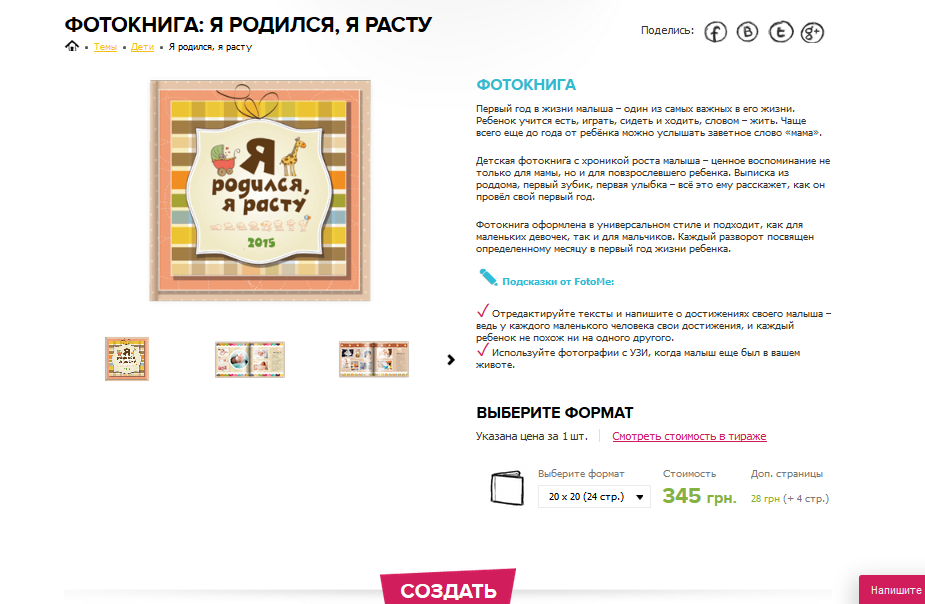 ФОТОКНИГА: Я РОДИЛСЯ, Я РАСТУ
Поделись:
Темы • Дети • Я родился, я расту
Я
родился,
я расту
2015
ФОТОКНИГА
Первый год в жизни малыша – один из самых важных в его жизни.
Ребенок учится есть, играть, сидеть и ходить, словом – жить. Чаще
всего еще до года от ребёнка можно услышать заветное слово «мама».
Детская фотокнига с хроникой роста малыша – ценное воспоминание не
только для мамы, но и для повзрослевшего ребенка. Выписка из
роддома, первый зубик, первая улыбка – всё это ему расскажет, как он
провёл свой первый год.
Фотокнига оформлена в универсальном стиле и подходит, как для
маленьких девочек, так и для мальчиков. Каждый разворот посвящен
определенному месяцу в первый год жизни ребенка.
Подсказки от FotoMe:
Отредактируйте тексты и напишите о достижениях своего малыша –
ведь у каждого маленького человека свои достижения, и каждый
ребенок не похож ни на одного другого.
Используйте фотографии с УЗИ, когда малыш еще был в вашем
животе.
ВЫБЕРИТЕ ФОРМАТ
Указана цена за 1 шт. Смотреть стоимость в тираже
Выберите формат Стоимость Доп. страницы
20 x 20 (24 стр.) 345 грн. 28 грн (+ 4 стр.)
СОЗДАТЬ
Напишите